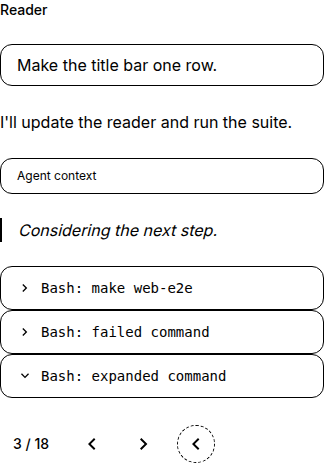 Reader
Make the title bar one row.
I'll update the reader and run the suite.
Agent context
Considering the next step.
Bash: make web-e2e
Bash: failed command
Bash: expanded command
3 / 18